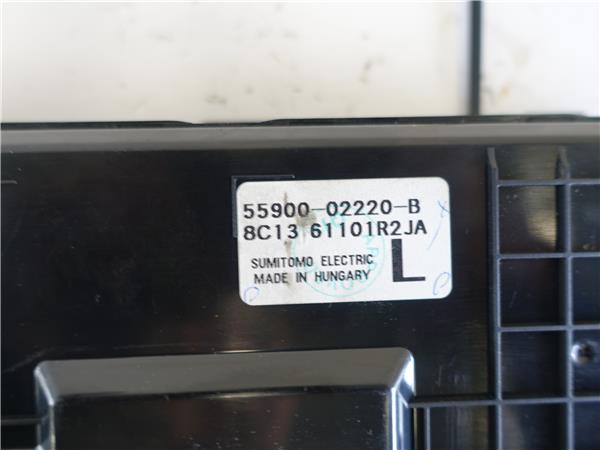 55900-02220-B
8C13 61101R2JA
SUMITOMO ELECTRIC
MADE IN HUNGARY
L